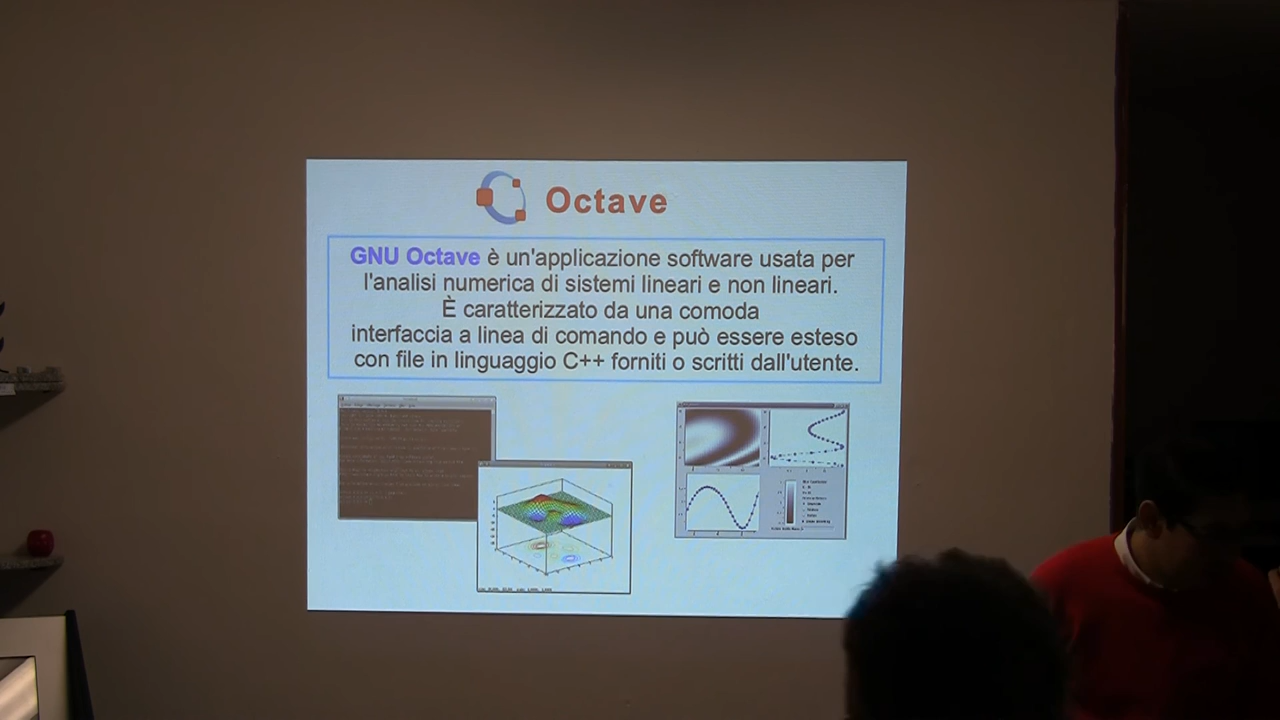 Octave
GNU Octave è un'applicazione software usata per
l'analisi numerica di sistemi lineari e non lineari.
È caratterizzato da una comoda
interfaccia a linea di comando e può essere esteso
con file in linguaggio C++ forniti o scritti dall'utente.